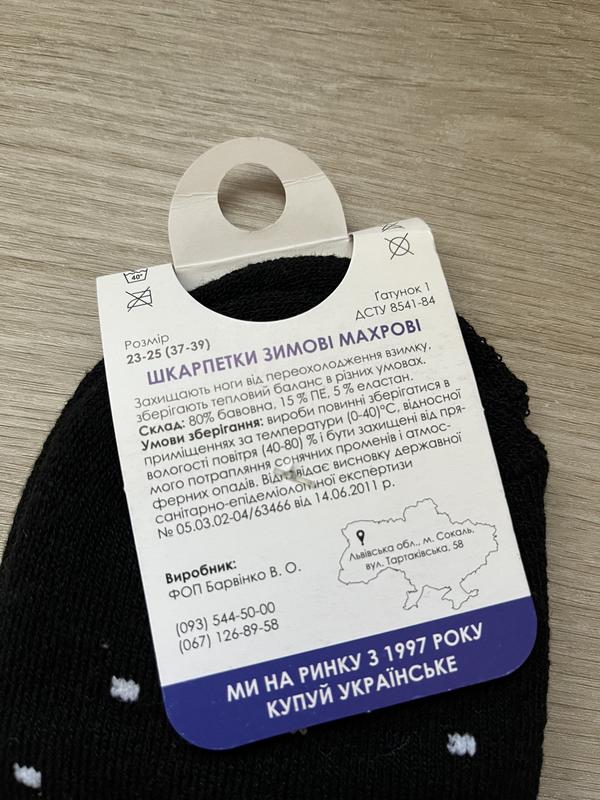 40°
Розмір
23-25 (37-39)
Ґатунок 1
ДСТУ 8541-84
ШКАРПЕТКИ ЗИМОВІ МАХРОВІ
Захищають ноги від переохолодження взимку,
зберігають тепловий баланс в різних умовах.
Склад: 80% бавовна, 15 % ПЕ, 5 % еластан.
Умови зберігання: вироби повинні зберігатися в
приміщеннях за температури (0-40)°С, відносної
вологості повітря (40-80) % і бути захищені від пря-
мого потрапляння сонячних променів і атмос-
ферних опадів. Відповідає висновку державної
санітарно-епідеміологічної експертизи
№ 05.03.02-04/63466 від 14.06.2011 р.
Львівська обл., м. Сокаль,
вул. Тартаківська, 58
Виробник:
ФОП Барвінко В. О.
(093) 544-50-00
(067) 126-89-58
МИ НА РИНКУ З 1997 РОКУ
КУПУЙ УКРАЇНСЬКЕ